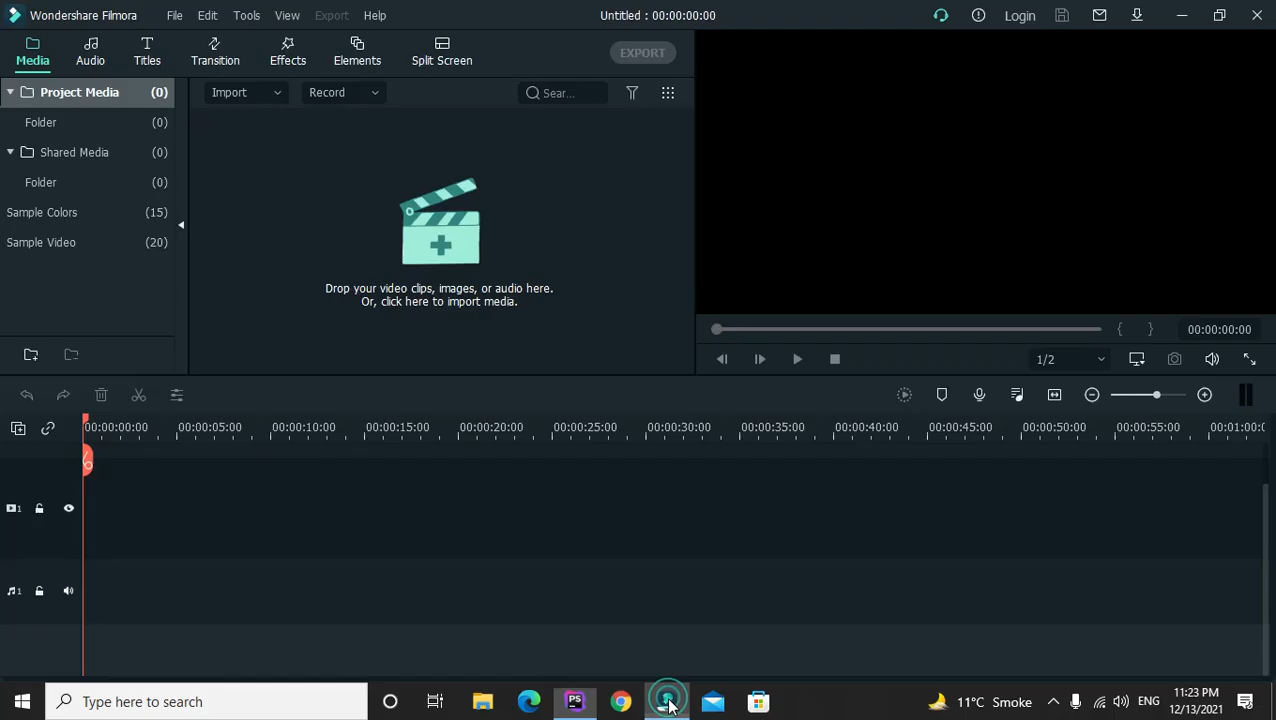 Wondershare Filmora File Edit Tools View Export Help Untitled : 00:00:00:00 Login
Media Audio Titles Transition Effects Elements Split Screen EXPORT
Project Media (0)
Folder (0)
Shared Media (0)
Folder (0)
Sample Colors (15)
Sample Video (20)
Import Record Sear...
Drop your video clips, images, or audio here.
Or, click here to import media.
{ } 00:00:00:00
1/2
00:00:00:00 00:00:05:00 00:00:10:00 00:00:15:00 00:00:20:00 00:00:25:00 00:00:30:00 00:00:35:00 00:00:40:00 00:00:45:00 00:00:50:00 00:00:55:00 00:01:00:0
1
1
Type here to search PS 11°C Smoke ENG 11:23 PM
12/13/2021